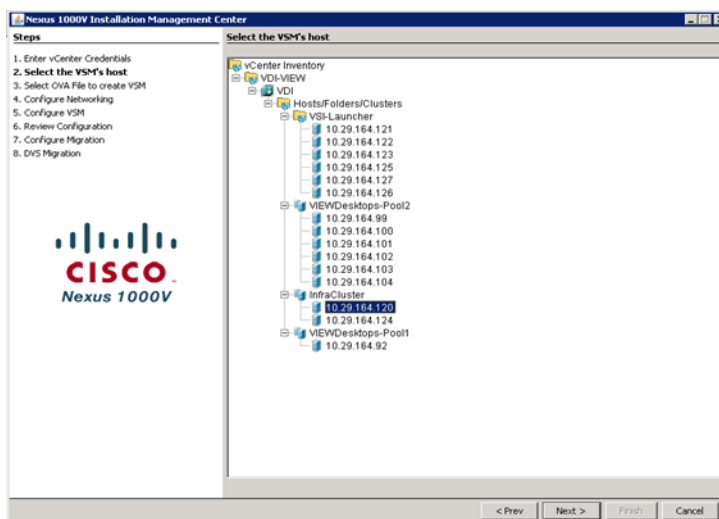 Nexus 1000V Installation Management Center
Steps
1. Enter vCenter Credentials
2. Select the VSM's host
3. Select OVA File to create VSM
4. Configure Networking
5. Configure VSM
6. Review Configuration
7. Configure Migration
8. DVS Migration
CISCO
Nexus 1000V
Select the VSM's host
vCenter Inventory
VDI-VIEW
VDI
Hosts/Folders/Clusters
VSI-Launcher
10.29.164.121
10.29.164.122
10.29.164.123
10.29.164.125
10.29.164.127
10.29.164.126
VIEWDesktops-Pool2
10.29.164.99
10.29.164.100
10.29.164.101
10.29.164.102
10.29.164.103
10.29.164.104
InfraCluster
10.29.164.120
10.29.164.124
VIEWDesktops-Pool1
10.29.164.92
< Prev Next > Finish Cancel